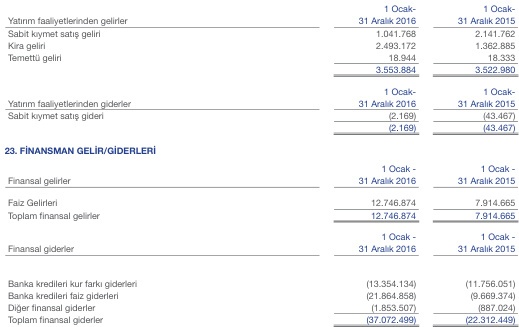 1 Ocak- 1 Ocak-
Yatırım faaliyetlerinden gelirler 31 Aralık 2016 31 Aralık 2015
Sabit kıymet satış geliri 1.041.768 2.141.762
Kira geliri 2.493.172 1.362.885
Temettü geliri 18.944 18.333
3.553.884 3.522.980
1 Ocak- 1 Ocak-
Yatırım faaliyetlerinden giderler 31 Aralık 2016 31 Aralık 2015
Sabit kıymet satış gideri (2.169) (43.467)
(2.169) (43.467)
23. FİNANSMAN GELİR/GİDERLERİ
1 Ocak - 1 Ocak -
Finansal gelirler 31 Aralık 2016 31 Aralık 2015
Faiz Gelirleri 12.746.874 7.914.665
Toplam finansal gelirler 12.746.874 7.914.665
1 Ocak - 1 Ocak -
Finansal giderler 31 Aralık 2016 31 Aralık 2015
Banka kredileri kur farkı giderleri (13.354.134) (11.756.051)
Banka kredileri faiz giderleri (21.864.858) (9.669.374)
Diğer finansal giderler (1.853.507) (887.024)
Toplam finansal giderler (37.072.499) (22.312.449)